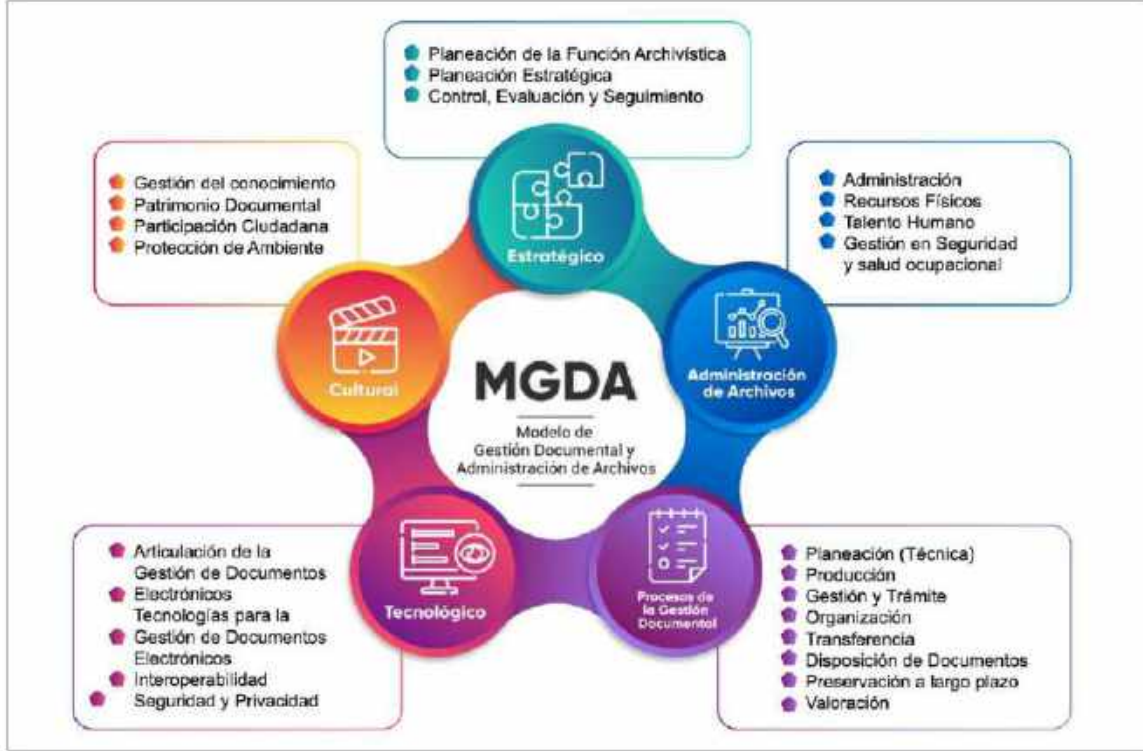 Planeación de la Función Archivística
Planeación Estratégica
Control, Evaluación y Seguimiento
Estratégico
Gestión del conocimiento
Patrimonio Documental
Participación Ciudadana
Protección de Ambiente
Cultural
Administración
Recursos Físicos
Talento Humano
Gestión en Seguridad
y salud ocupacional
Administración
de Archivos
MGDA
Modelo de
Gestión Documental y
Administración de Archivos
Articulación de la
Gestión de Documentos
Electrónicos
Tecnologías para la
Gestión de Documentos
Electrónicos
Interoperabilidad
Seguridad y Privacidad
Tecnológico
Procesos de
la Gestión
Documental
Planeación (Técnica)
Producción
Gestión y Trámite
Organización
Transferencia
Disposición de Documentos
Preservación a largo plazo
Valoración